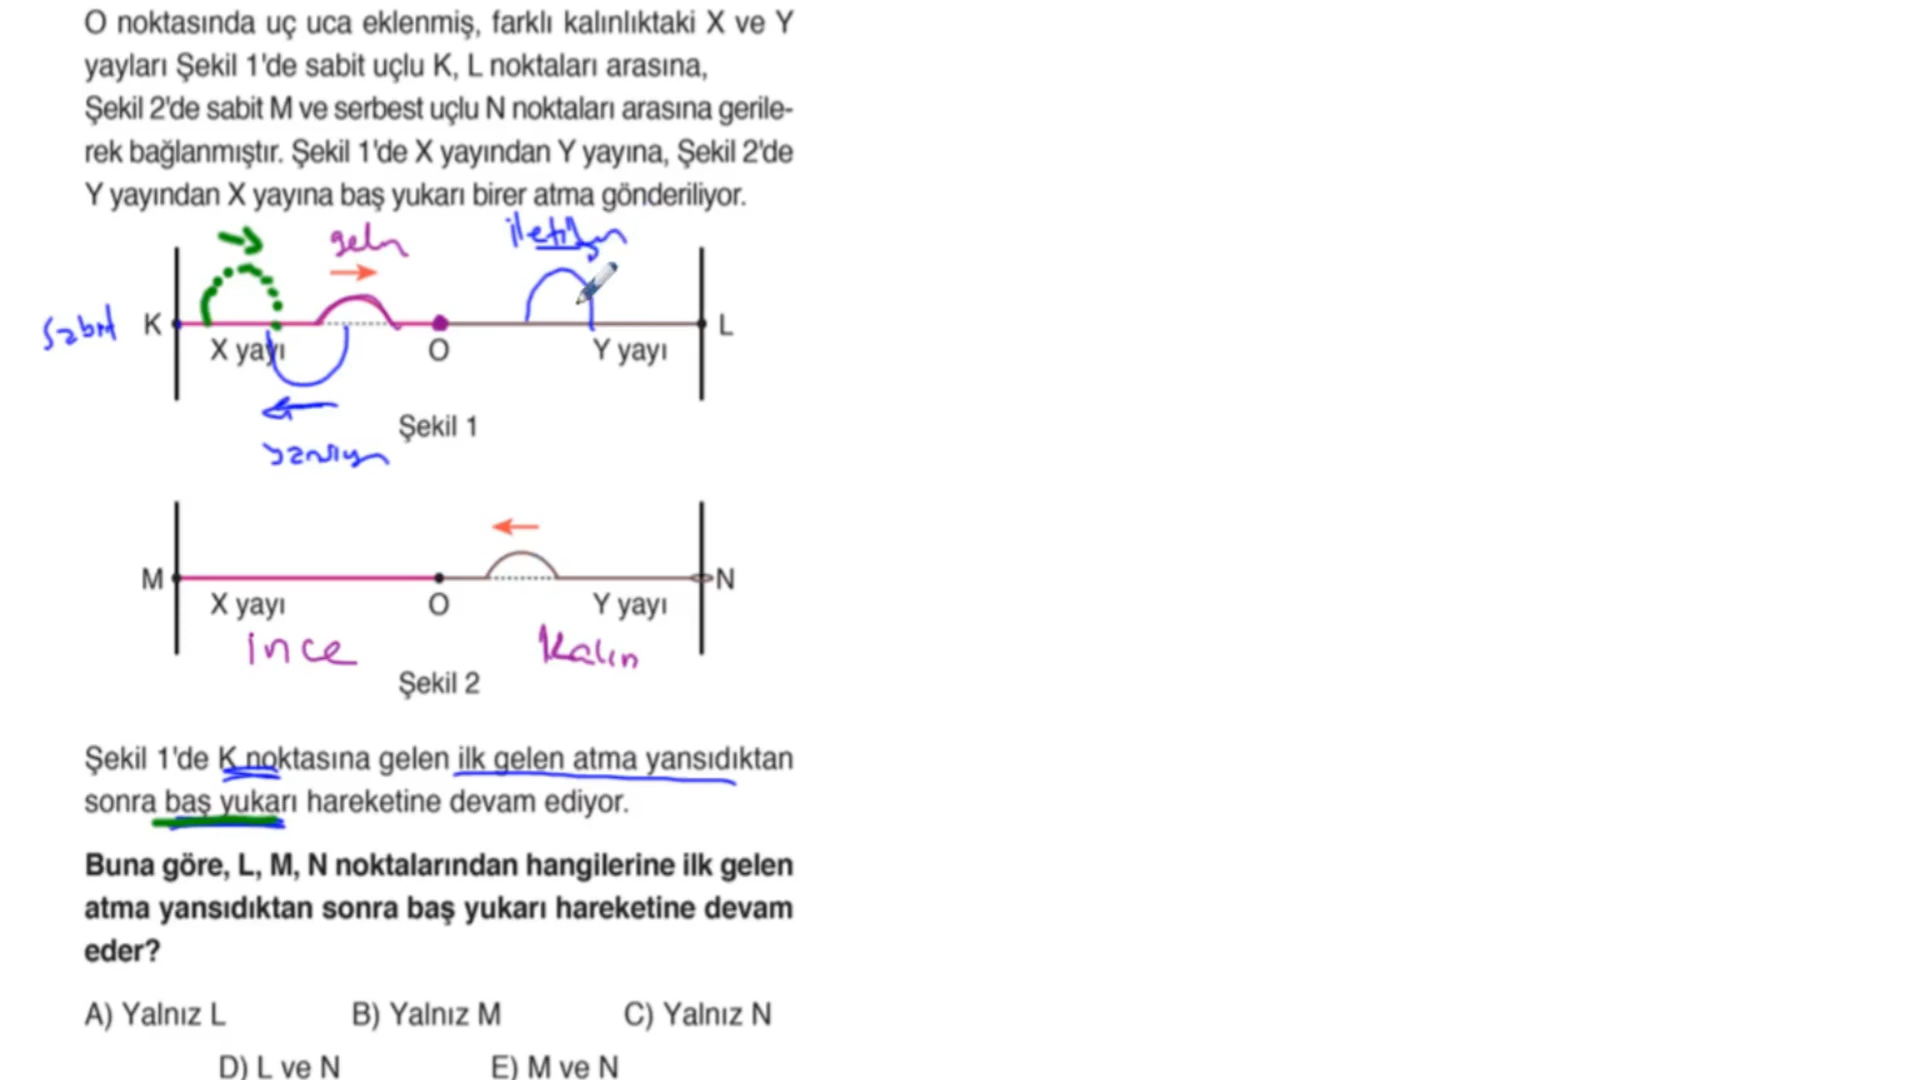 O noktasında uç uca eklenmiş, farklı kalınlıktaki X ve Y
yayları Şekil 1'de sabit uçlu K, L noktaları arasına,
Şekil 2'de sabit M ve serbest uçlu N noktaları arasına gerile-
rek bağlanmıştır. Şekil 1'de X yayından Y yayına, Şekil 2'de
Y yayından X yayına baş yukarı birer atma gönderiliyor.
gelen iletilen
sabit K L
X yayı O Y yayı
Şekil 1
yansıyan
M N
X yayı O Y yayı
ince Kalın
Şekil 2
Şekil 1'de K noktasına gelen ilk gelen atma yansıdıktan
sonra baş yukarı hareketine devam ediyor.
Buna göre, L, M, N noktalarından hangilerine ilk gelen
atma yansıdıktan sonra baş yukarı hareketine devam
eder?
A) Yalnız L B) Yalnız M C) Yalnız N
D) L ve N E) M ve N